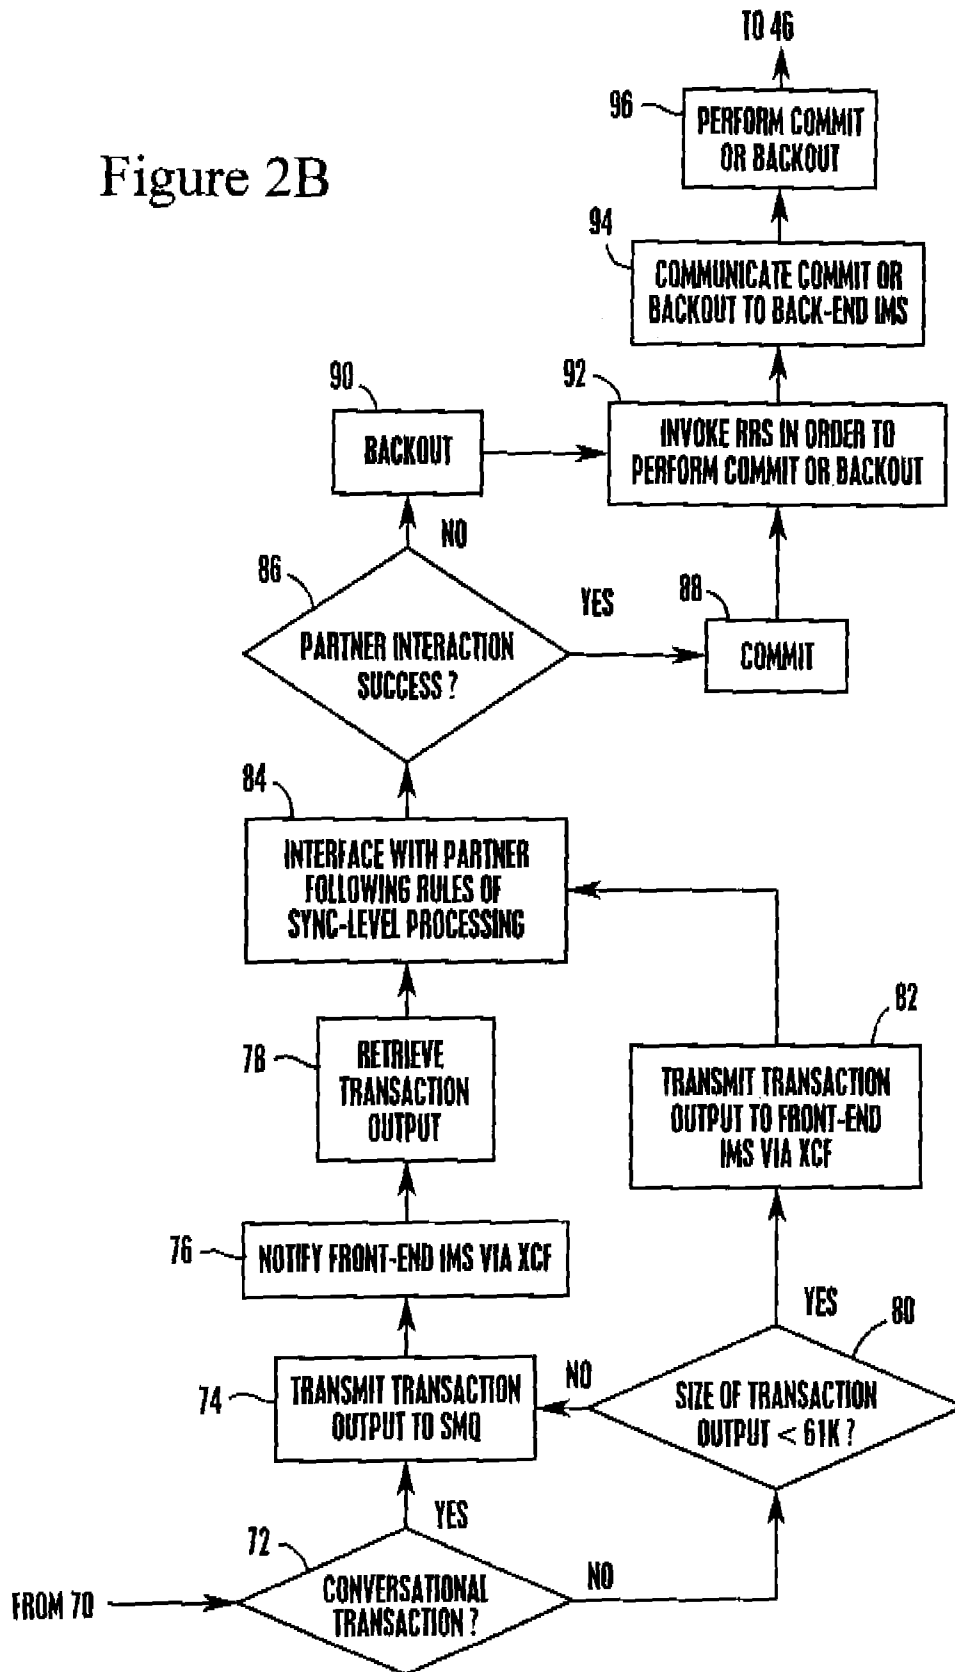 TO 46
96
PERFORM COMMIT
OR BACKOUT
Figure 2B
94
COMMUNICATE COMMIT OR
BACKOUT TO BACK-END IMS
90
BACKOUT
92
INVOKE RRS IN ORDER TO
PERFORM COMMIT OR BACKOUT
NO
86
PARTNER INTERACTION
SUCCESS ?
YES
88
COMMIT
84
INTERFACE WITH PARTNER
FOLLOWING RULES OF
SYNC-LEVEL PROCESSING
78
RETRIEVE
TRANSACTION
OUTPUT
82
TRANSMIT TRANSACTION
OUTPUT TO FRONT-END
IMS VIA XCF
76
NOTIFY FRONT-END IMS VIA XCF
YES
80
74
TRANSMIT TRANSACTION
OUTPUT TO SMQ
NO
SIZE OF TRANSACTION
OUTPUT < 61K ?
YES
72
CONVERSATIONAL
TRANSACTION ?
NO
FROM 70